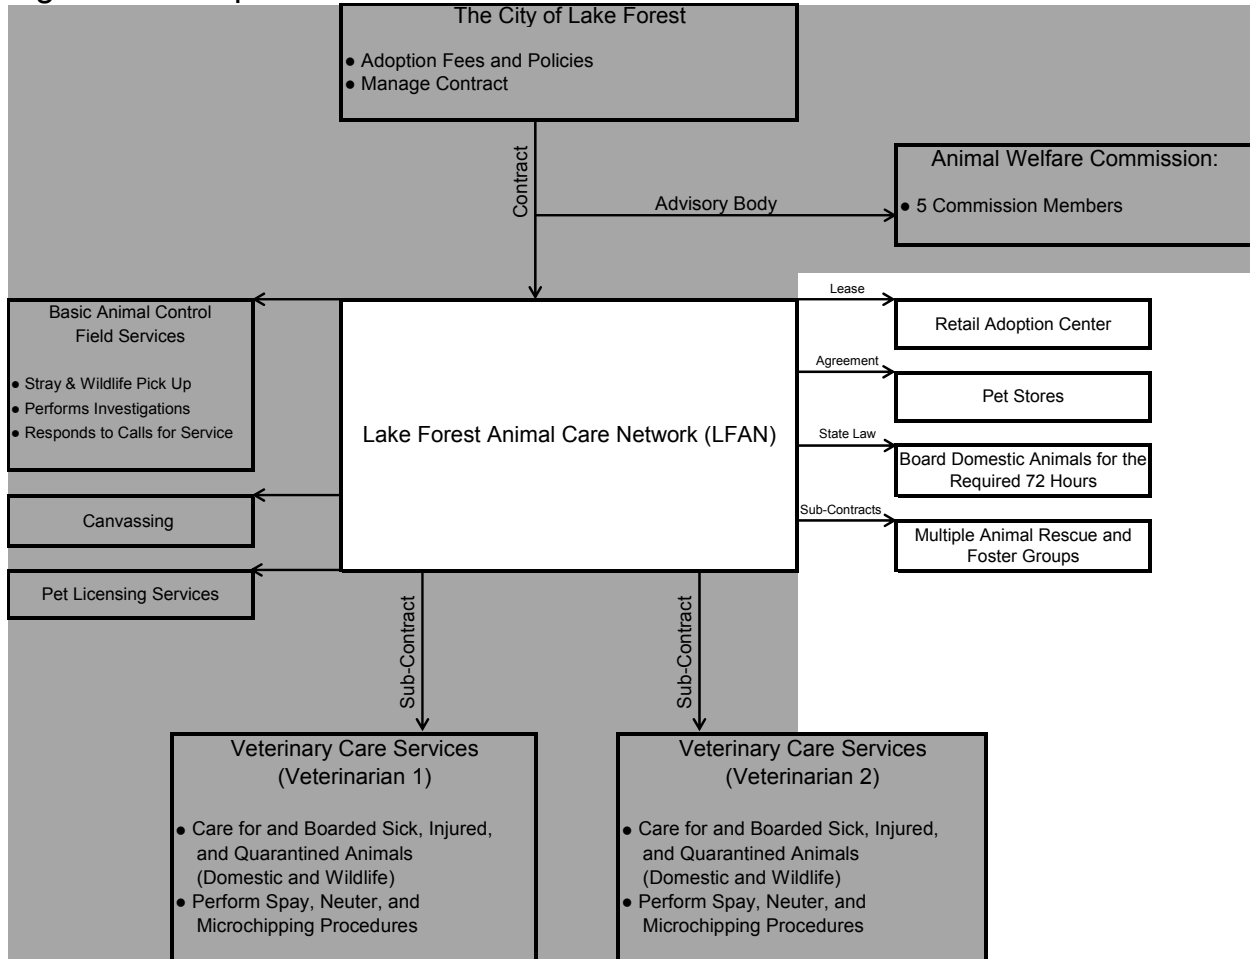 The City of Lake Forest
● Adoption Fees and Policies
● Manage Contract
Contract
Advisory Body
Animal Welfare Commission:
● 5 Commission Members
Basic Animal Control
Field Services
● Stray & Wildlife Pick Up
● Performs Investigations
● Responds to Calls for Service
Canvassing
Pet Licensing Services
Lake Forest Animal Care Network (LFAN)
Lease
Retail Adoption Center
Agreement
Pet Stores
State Law
Board Domestic Animals for the
Required 72 Hours
Sub-Contracts
Multiple Animal Rescue and
Foster Groups
Sub-Contract
Sub-Contract
Veterinary Care Services
(Veterinarian 1)
● Care for and Boarded Sick, Injured,
and Quarantined Animals
(Domestic and Wildlife)
● Perform Spay, Neuter, and
Microchipping Procedures
Veterinary Care Services
(Veterinarian 2)
● Care for and Boarded Sick, Injured,
and Quarantined Animals
(Domestic and Wildlife)
● Perform Spay, Neuter, and
Microchipping Procedures